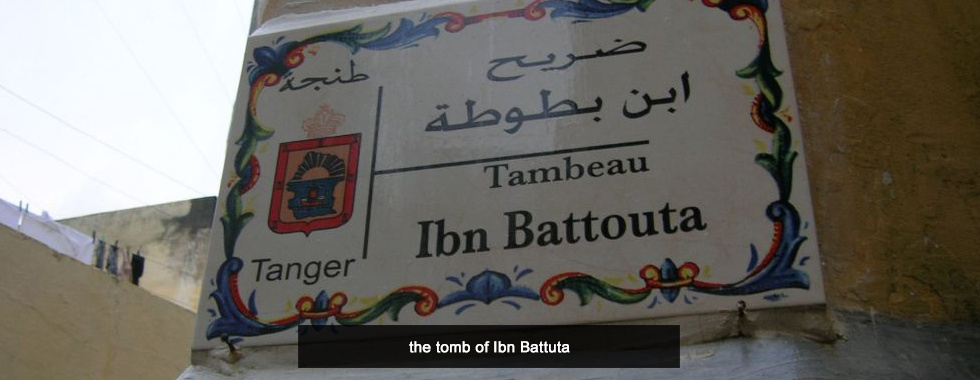 طنجة
ضريح
ابن بطوطة
Tambeau
Ibn Battouta
Tanger
the tomb of Ibn Battuta